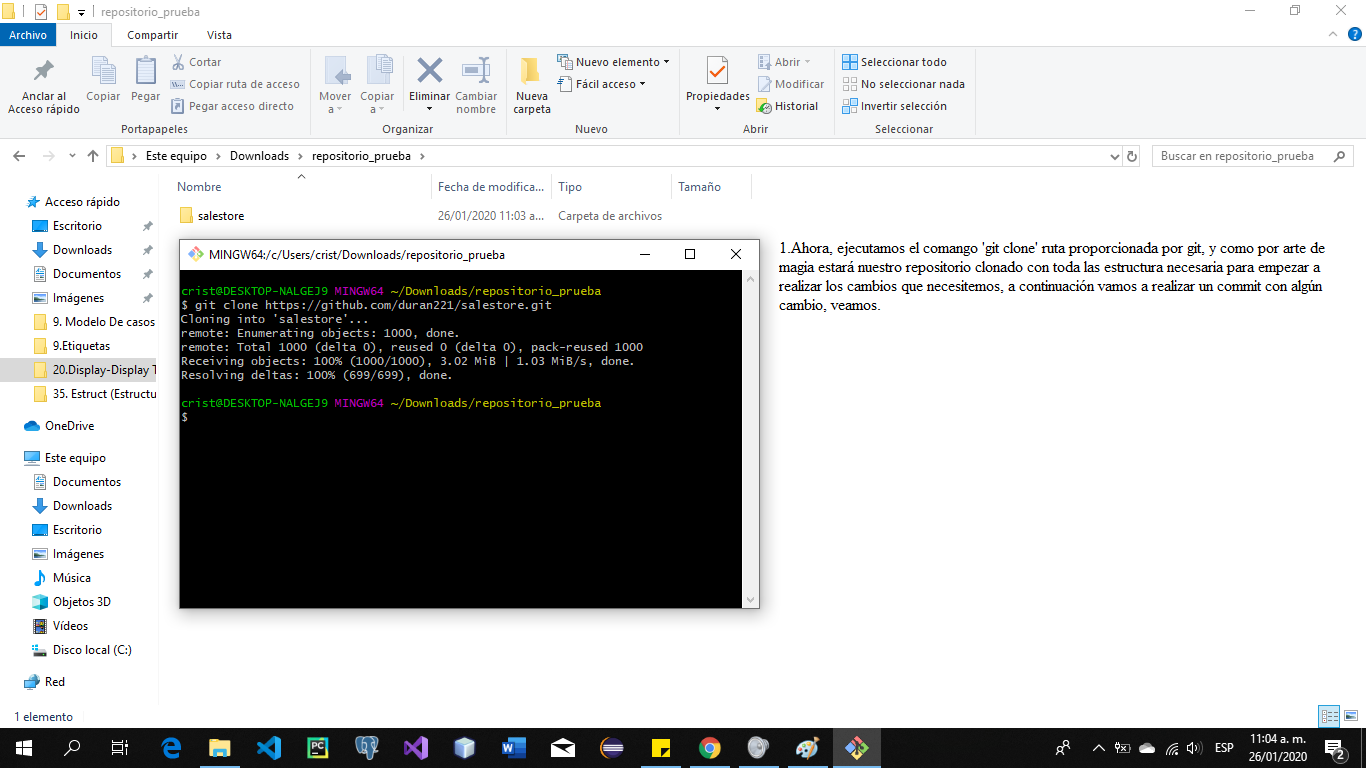 repositorio_prueba
Archivo
Inicio
Compartir
Vista
Anclar al
Acceso rápido
Copiar
Pegar
Cortar
Copiar ruta de acceso
Pegar acceso directo
Portapapeles
Mover
a
Copiar
a
Eliminar
Cambiar
nombre
Organizar
Nueva
carpeta
Nuevo elemento
Fácil acceso
Nuevo
Propiedades
Abrir
Modificar
Historial
Abrir
Seleccionar todo
No seleccionar nada
Invertir selección
Seleccionar
Este equipo > Downloads > repositorio_prueba >
Buscar en repositorio_prueba
Nombre
Fecha de modifica...
Tipo
Tamaño
salestore
26/01/2020 11:03 a...
Carpeta de archivos
Acceso rápido
Escritorio
Downloads
Documentos
Imágenes
9. Modelo De casos
9.Etiquetas
20.Display-Display T
35. Estruct (Estructu
OneDrive
Este equipo
Documentos
Downloads
Escritorio
Imágenes
Música
Objetos 3D
Vídeos
Disco local (C:)
Red
MINGW64:/c/Users/crist/Downloads/repositorio_prueba
crist@DESKTOP-NALGEJ9 MINGW64 ~/Downloads/repositorio_prueba
$ git clone https://github.com/duran221/salestore.git
Cloning into 'salestore'...
remote: Enumerating objects: 1000, done.
remote: Total 1000 (delta 0), reused 0 (delta 0), pack-reused 1000
Receiving objects: 100% (1000/1000), 3.02 MiB | 1.03 MiB/s, done.
Resolving deltas: 100% (699/699), done.
crist@DESKTOP-NALGEJ9 MINGW64 ~/Downloads/repositorio_prueba
$
1.Ahora, ejecutamos el comango 'git clone' ruta proporcionada por git, y como por arte de
magia estará nuestro repositorio clonado con toda las estructura necesaria para empezar a
realizar los cambios que necesitemos, a continuación vamos a realizar un commit con algún
cambio, veamos.
1 elemento
ESP
11:04 a. m.
26/01/2020
2